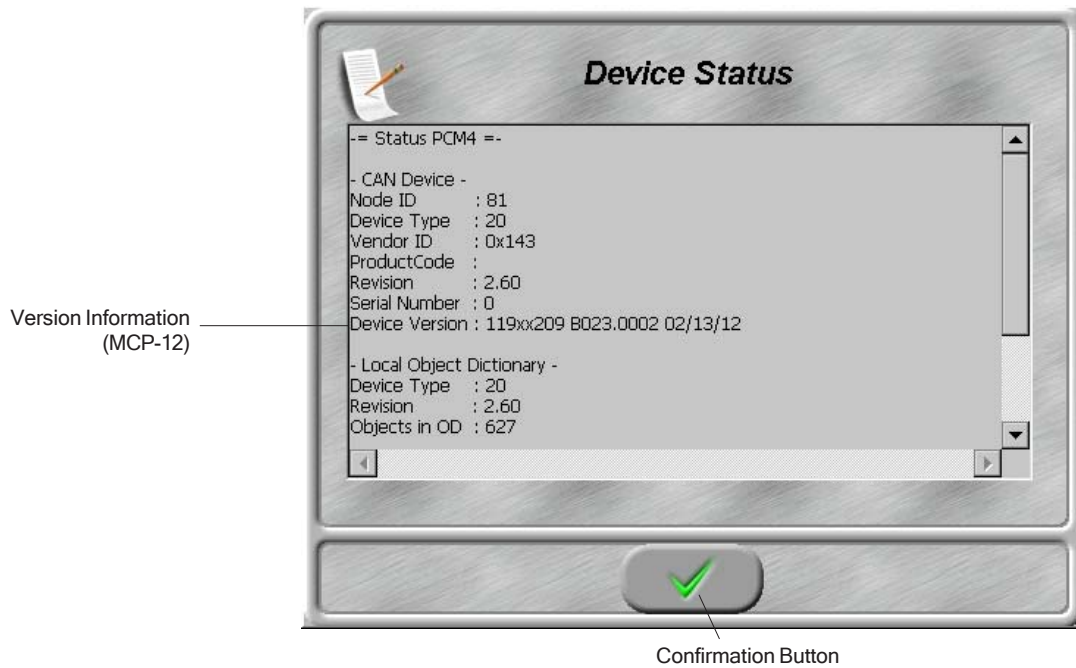 Device Status
-= Status PCM4 =-
- CAN Device -
Node ID : 81
Device Type : 20
Vendor ID : 0x143
ProductCode :
Revision : 2.60
Serial Number : 0
Device Version : 119xx209 B023.0002 02/13/12
- Local Object Dictionary -
Device Type : 20
Revision : 2.60
Objects in OD : 627
Version Information
(MCP-12)
Confirmation Button